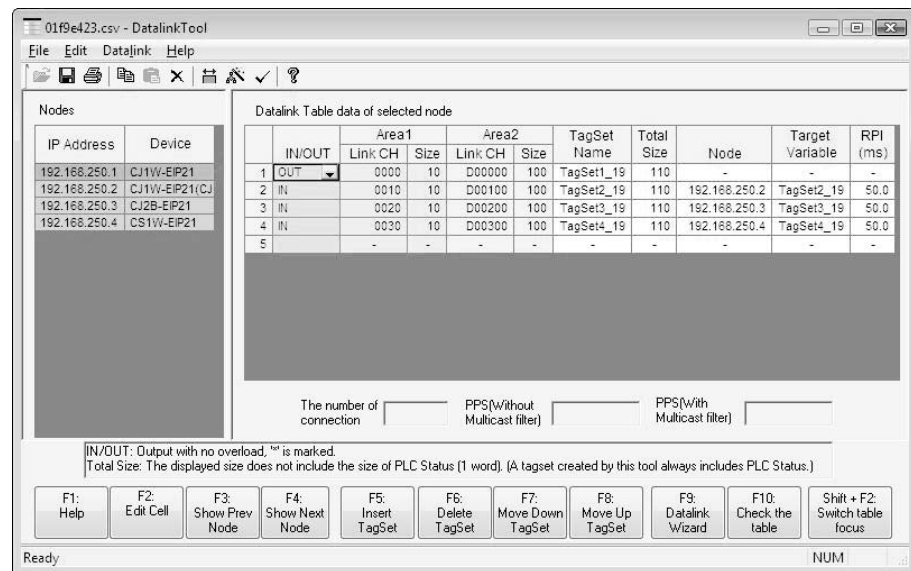 01f9e423.csv - DatalinkTool
File Edit Datalink Help
Nodes
IP Address Device
192.168.250.1 CJ1W-EIP21
192.168.250.2 CJ1W-EIP21(CJ
192.168.250.3 CJ2B-EIP21
192.168.250.4 CS1W-EIP21
Datalink Table data of selected node
IN/OUT Area1 Link CH Size Area2 Link CH Size TagSet Name Total Size Node Target Variable RPI (ms)
1 OUT 0000 10 D00000 100 TagSet1_19 110 - - -
2 IN 0010 10 D00100 100 TagSet2_19 110 192.168.250.2 TagSet2_19 50.0
3 IN 0020 10 D00200 100 TagSet3_19 110 192.168.250.3 TagSet3_19 50.0
4 IN 0030 10 D00300 100 TagSet4_19 110 192.168.250.4 TagSet4_19 50.0
5 - - - - - - - - -
The number of connection
PPS(Without Multicast filter)
PPS(With Multicast filter)
IN/OUT: Output with no overload, '*' is marked.
Total Size: The displayed size does not include the size of PLC Status (1 word). (A tagset created by this tool always includes PLC Status.)
F1: Help
F2: Edit Cell
F3: Show Prev Node
F4: Show Next Node
F5: Insert TagSet
F6: Delete TagSet
F7: Move Down TagSet
F8: Move Up TagSet
F9: Datalink Wizard
F10: Check the table
Shift + F2: Switch table focus
Ready NUM